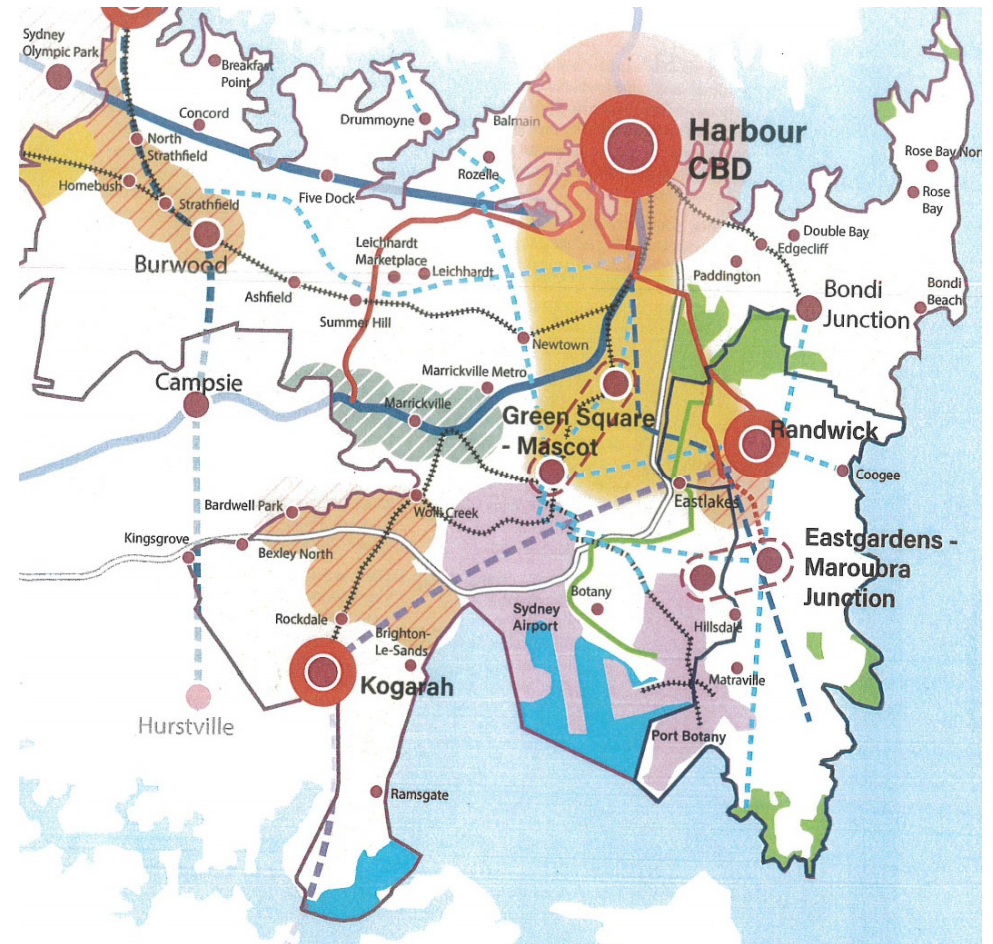 Sydney
Olympic Park
Breakfast
Point
Concord
Drummoyne
Balmain
Harbour
CBD
North
Strathfield
Rozelle
Rose Bay Nor
Homebush
Strathfield
Five Dock
Rose
Bay
Double Bay
Edgecliff
Burwood
Leichhardt
Marketplace
Leichhardt
Paddington
Ashfield
Bondi
Junction
Bondi
Beach
Summer Hill
Newtown
Campsie
Marrickville Metro
Marrickville
Green Square
- Mascot
Randwick
Coogee
Eastlakes
Bardwell Park
Wolli Creek
Kingsgrove
Bexley North
Eastgardens -
Maroubra
Junction
Rockdale
Sydney
Airport
Botany
Hillsdale
Brighton-
Le-Sands
Kogarah
Matraville
Hurstville
Port Botany
Ramsgate